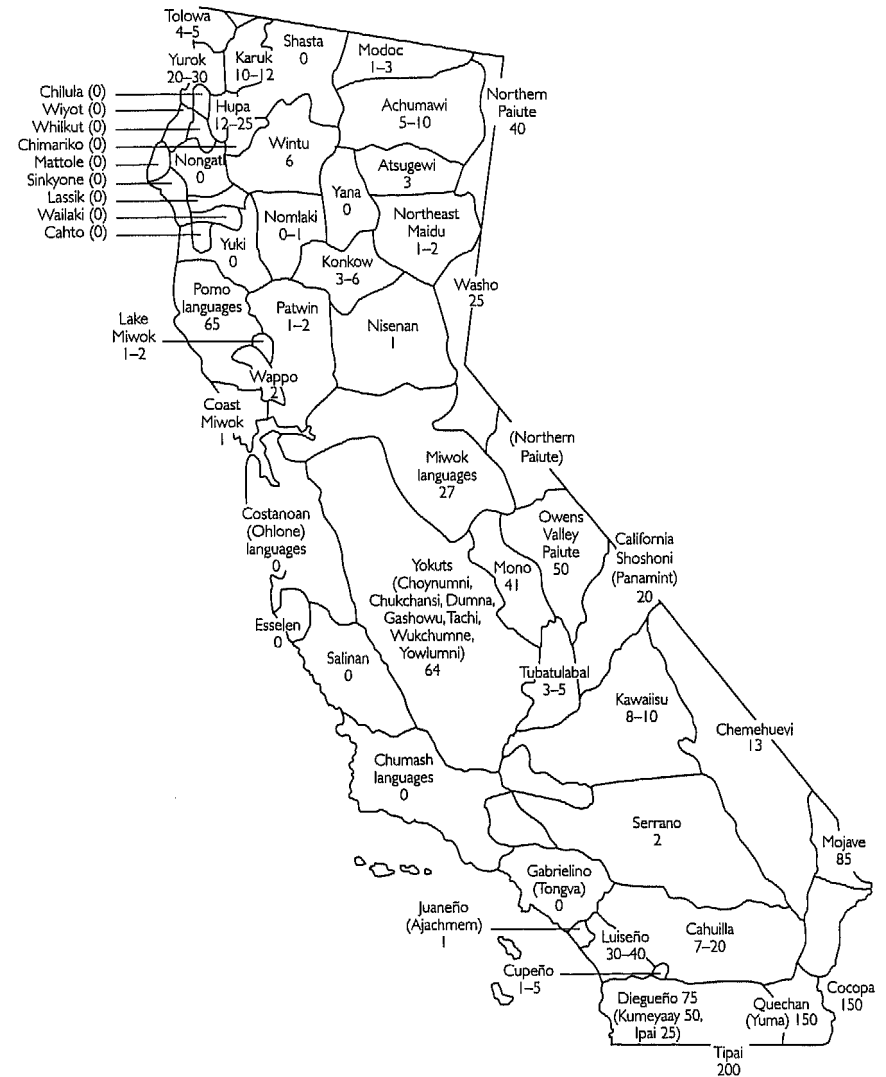 Tolowa
4–5
Yurok
20–30
Karuk
10–12
Shasta
0
Modoc
1–3
Northern
Paiute
40
Chilula (0)
Wiyot (0)
Whilkut (0)
Chimariko (0)
Mattole (0)
Sinkyone (0)
Lassik (0)
Wailaki (0)
Cahto (0)
Hupa
12–25
Achumawi
5–10
Wintu
6
Nongatl
0
Atsugewi
3
Yana
0
Nomlaki
0–1
Northeast
Maidu
1–2
Yuki
0
Konkow
3–6
Washo
25
Pomo
languages
65
Patwin
1–2
Nisenan
1
Lake
Miwok
1–2
Wappo
2
Coast
Miwok
1
(Northern
Paiute)
Miwok
languages
27
Costanoan
(Ohlone)
languages
0
Owens
Valley
Paiute
50
California
Shoshoni
(Panamint)
20
Mono
41
Yokuts
(Choynumni,
Chukchansi, Dumna,
Gashowu, Tachi,
Wukchumne,
Yowlumni)
64
Esselen
0
Salinan
0
Tubatulabal
3–5
Kawaiisu
8–10
Chemehuevi
13
Chumash
languages
0
Serrano
2
Mojave
85
Gabrielino
(Tongva)
0
Juaneño
(Ajachmem)
1
Luiseño
30–40
Cahuilla
7–20
Cupeño
1–5
Diegueño 75
(Kumeyaay 50,
Ipai 25)
Quechan
(Yuma) 150
Cocopa
150
Tipai
200